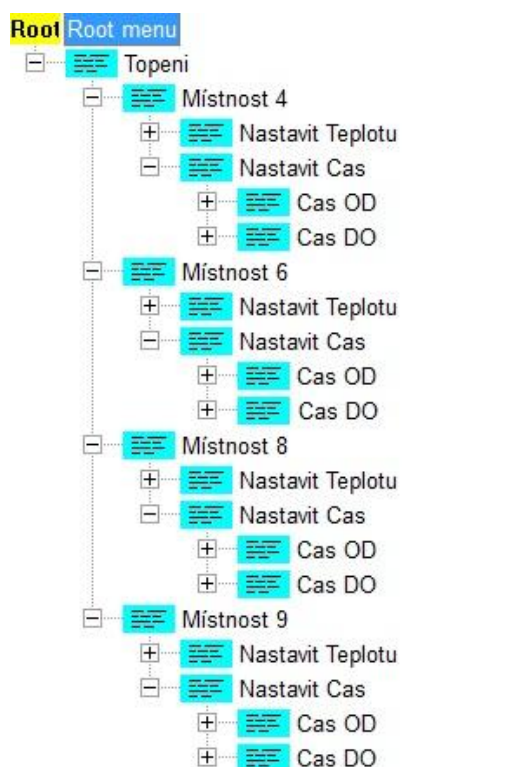 Root Root menu
Topeni
Místnost 4
Nastavit Teplotu
Nastavit Cas
Cas OD
Cas DO
Místnost 6
Nastavit Teplotu
Nastavit Cas
Cas OD
Cas DO
Místnost 8
Nastavit Teplotu
Nastavit Cas
Cas OD
Cas DO
Místnost 9
Nastavit Teplotu
Nastavit Cas
Cas OD
Cas DO